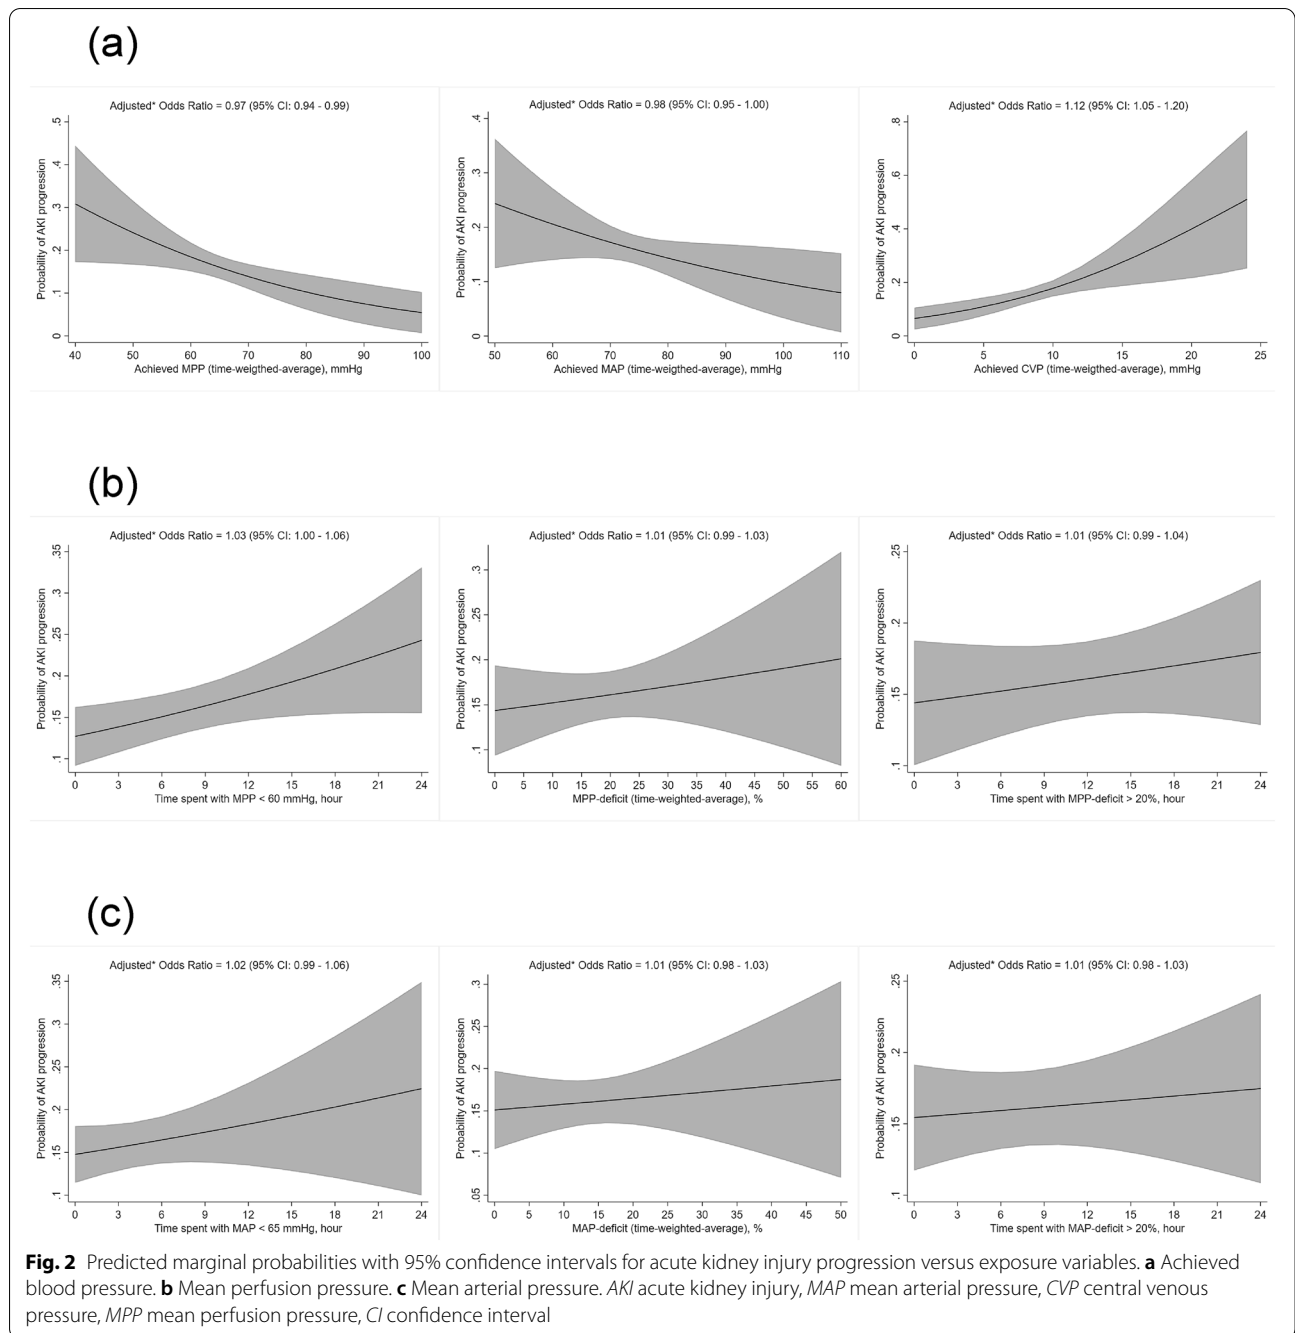 (a)
Adjusted* Odds Ratio = 0.97 (95% CI: 0.94 - 0.99)
Probability of AKI progression
0 .1 .2 .3 .4 .5
40 50 60 70 80 90 100
Achieved MPP (time-weigthed-average), mmHg
Adjusted* Odds Ratio = 0.98 (95% CI: 0.95 - 1.00)
Probability of AKI progression
0 .1 .2 .3 .4
50 60 70 80 90 100 110
Achieved MAP (time-weigthed-average), mmHg
Adjusted* Odds Ratio = 1.12 (95% CI: 1.05 - 1.20)
Probability of AKI progression
0 .2 .4 .6 .8
0 5 10 15 20 25
Achieved CVP (time-wegthed-average), mmHg
(b)
Adjusted* Odds Ratio = 1.03 (95% CI: 1.00 - 1.06)
Probability of AKI progression
.1 .15 .2 .25 .3 .35
0 3 6 9 12 15 18 21 24
Time spent with MPP < 60 mmHg, hour
Adjusted* Odds Ratio = 1.01 (95% CI: 0.99 - 1.03)
Probability of AKI progression
.1 .15 .2 .25 .3
0 5 10 15 20 25 30 35 40 45 50 55 60
MPP-deficit (time-weighted-average), %
Adjusted* Odds Ratio = 1.01 (95% CI: 0.99 - 1.04)
Probability of AKI progression
.1 .15 .2 .25
0 3 6 9 12 15 18 21 24
Time spent with MPP-deficit > 20%, hour
(c)
Adjusted* Odds Ratio = 1.02 (95% CI: 0.99 - 1.06)
Probability of AKI progression
.1 .15 .2 .25 .3 .35
0 3 6 9 12 15 18 21 24
Time spent with MAP < 65 mmHg, hour
Adjusted* Odds Ratio = 1.01 (95% CI: 0.98 - 1.03)
Probability of AKI progression
.05 .1 .15 .2 .25 .3
0 5 10 15 20 25 30 35 40 45 50
MAP-deficit (time-weighted-average), %
Adjusted* Odds Ratio = 1.01 (95% CI: 0.98 - 1.03)
Probability of AKI progression
.1 .15 .2 .25
0 3 6 9 12 15 18 21 24
Time spent with MAP-deficit > 20%, hour
Fig. 2 Predicted marginal probabilities with 95% confidence intervals for acute kidney injury progression versus exposure variables. a Achieved
blood pressure. b Mean perfusion pressure. c Mean arterial pressure. AKI acute kidney injury, MAP mean arterial pressure, CVP central venous
pressure, MPP mean perfusion pressure, CI confidence interval